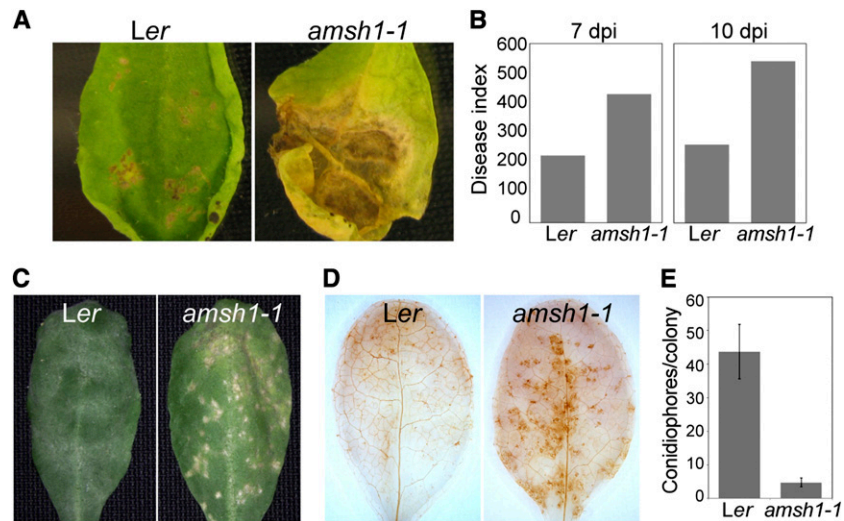 A
Ler
amsh1-1
B
7 dpi
10 dpi
Disease index
600
500
400
300
200
100
0
Ler
amsh1-1
Ler
amsh1-1
C
Ler
amsh1-1
D
Ler
amsh1-1
E
Conidiophores/colony
60
50
40
30
20
10
0
Ler
amsh1-1